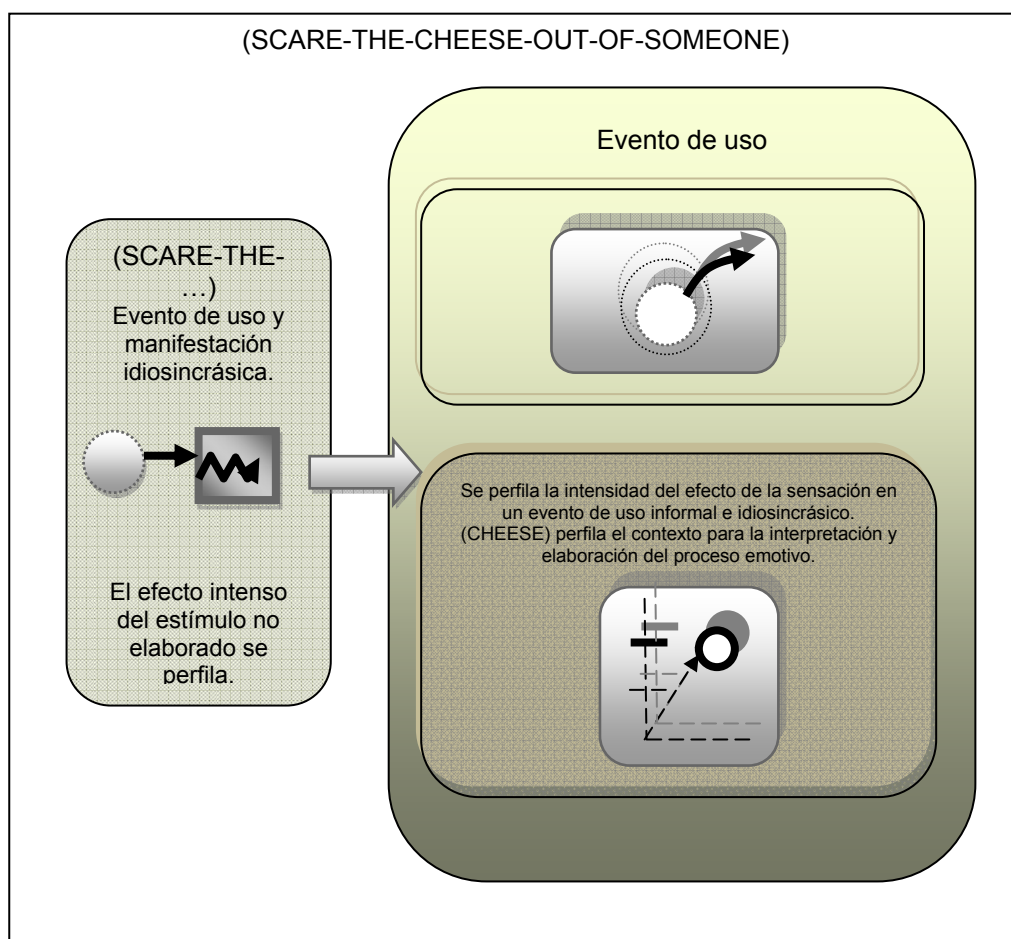 (SCARE-THE-CHEESE-OUT-OF-SOMEONE)
(SCARE-THE-
…)
Evento de uso y
manifestación
idiosincrásica.
El efecto intenso
del estímulo no
elaborado se
perfila.
Evento de uso
Se perfila la intensidad del efecto de la sensación en
un evento de uso informal e idiosincrásico.
(CHEESE) perfila el contexto para la interpretación y
elaboración del proceso emotivo.